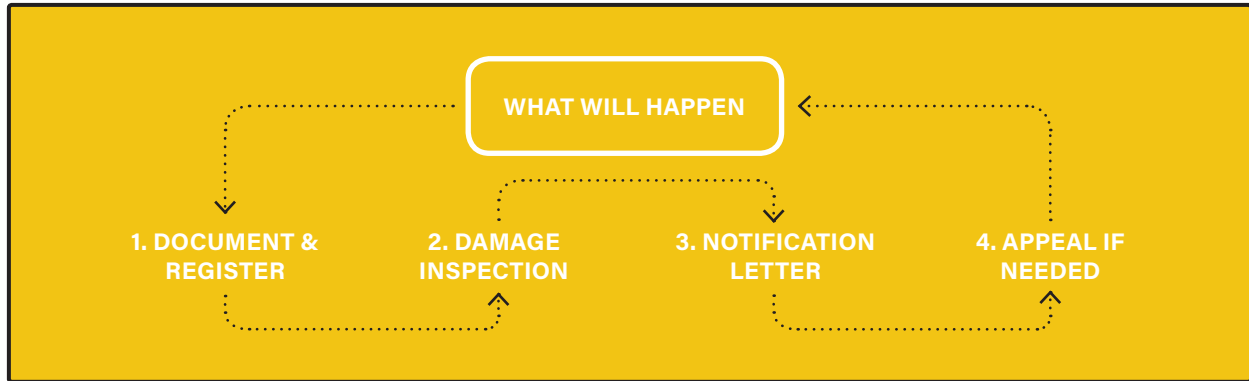 WHAT WILL HAPPEN
1. DOCUMENT &
REGISTER
2. DAMAGE
INSPECTION
3. NOTIFICATION
LETTER
4. APPEAL IF
NEEDED